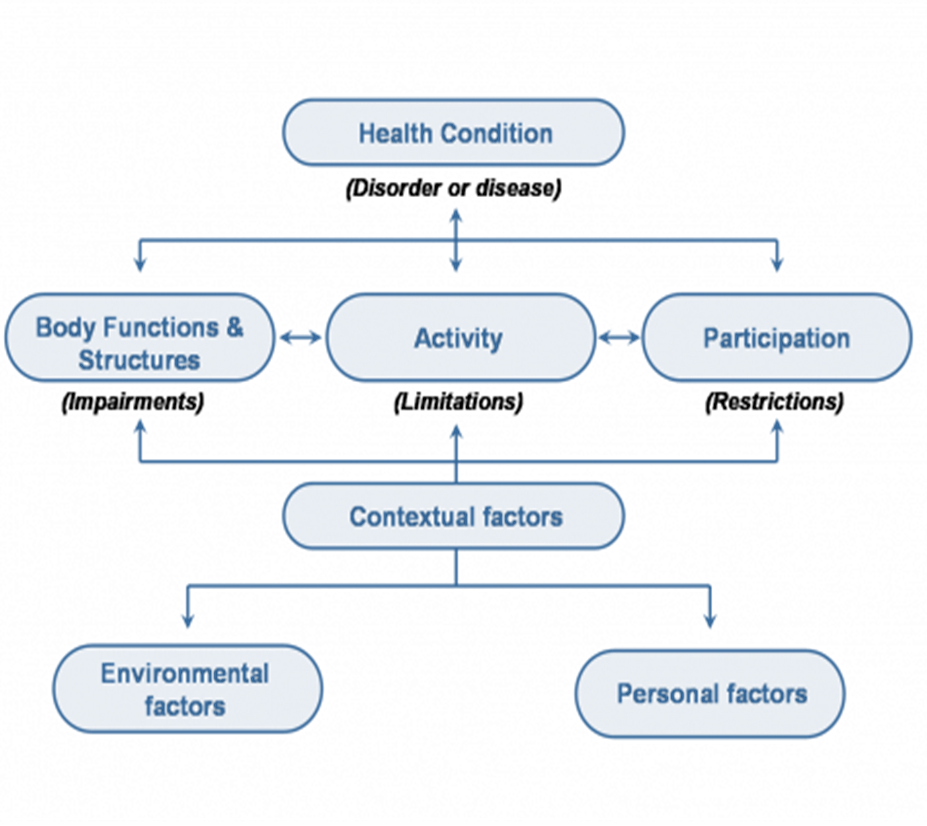 Health Condition
(Disorder or disease)
Body Functions &
Structures
Activity
Participation
(Impairments)
(Limitations)
(Restrictions)
Contextual factors
Environmental
factors
Personal factors